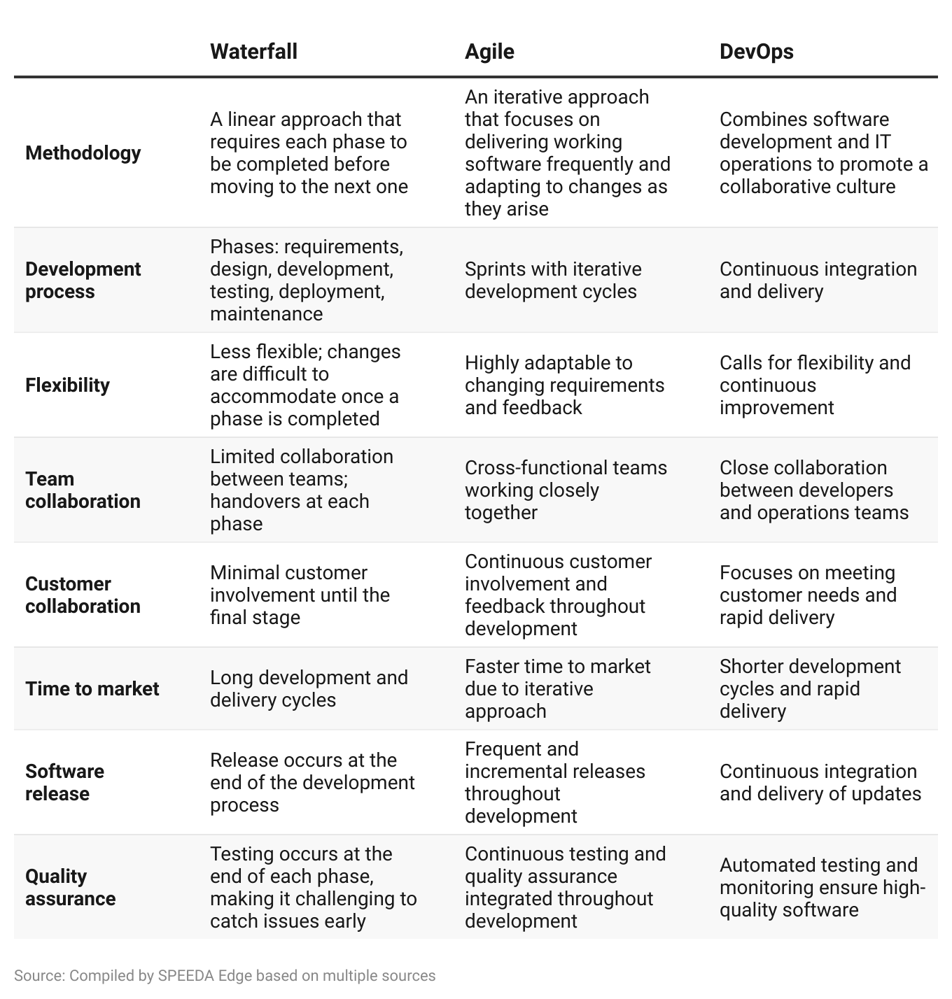 Waterfall Agile DevOps
Methodology
A linear approach that
requires each phase to
be completed before
moving to the next one
An iterative approach
that focuses on
delivering working
software frequently and
adapting to changes as
they arise
Combines software
development and IT
operations to promote a
collaborative culture
Development
process
Phases: requirements,
design, development,
testing, deployment,
maintenance
Sprints with iterative
development cycles
Continuous integration
and delivery
Flexibility
Less flexible; changes
are difficult to
accommodate once a
phase is completed
Highly adaptable to
changing requirements
and feedback
Calls for flexibility and
continuous
improvement
Team
collaboration
Limited collaboration
between teams;
handovers at each
phase
Cross-functional teams
working closely
together
Close collaboration
between developers
and operations teams
Customer
collaboration
Minimal customer
involvement until the
final stage
Continuous customer
involvement and
feedback throughout
development
Focuses on meeting
customer needs and
rapid delivery
Time to market
Long development and
delivery cycles
Faster time to market
due to iterative
approach
Shorter development
cycles and rapid
delivery
Software
release
Release occurs at the
end of the development
process
Frequent and
incremental releases
throughout
development
Continuous integration
and delivery of updates
Quality
assurance
Testing occurs at the
end of each phase,
making it challenging to
catch issues early
Continuous testing and
quality assurance
integrated throughout
development
Automated testing and
monitoring ensure high-
quality software
Source: Compiled by SPEEDA Edge based on multiple sources